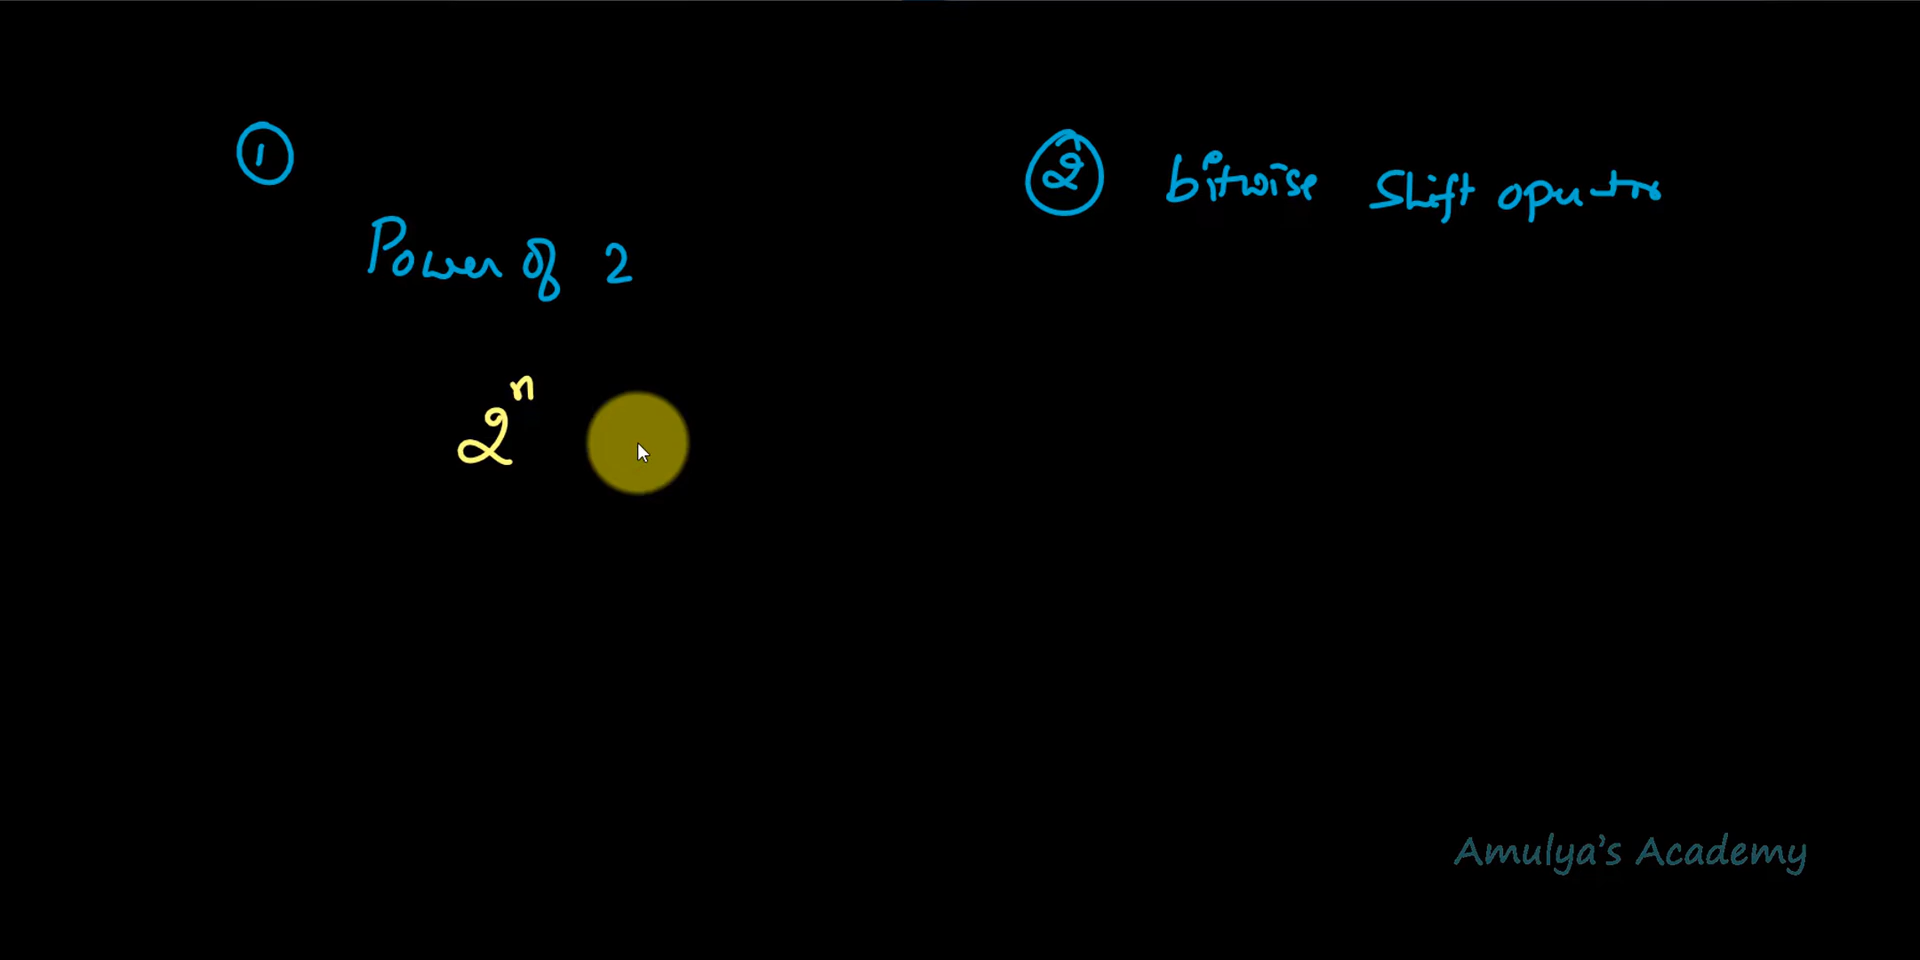 ①
Power of 2
2ⁿ
② bitwise shift
Amulya's Academy